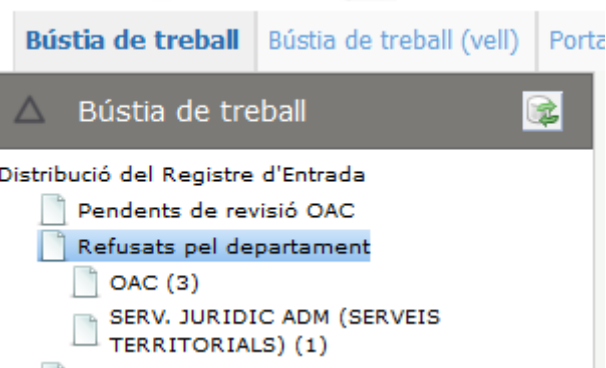 Bústia de treball Bústia de treball (vell) Porta
Bústia de treball
Distribució del Registre d'Entrada
Pendents de revisió OAC
Refusats pel departament
OAC (3)
SERV. JURIDIC ADM (SERVEIS
TERRITORIALS) (1)